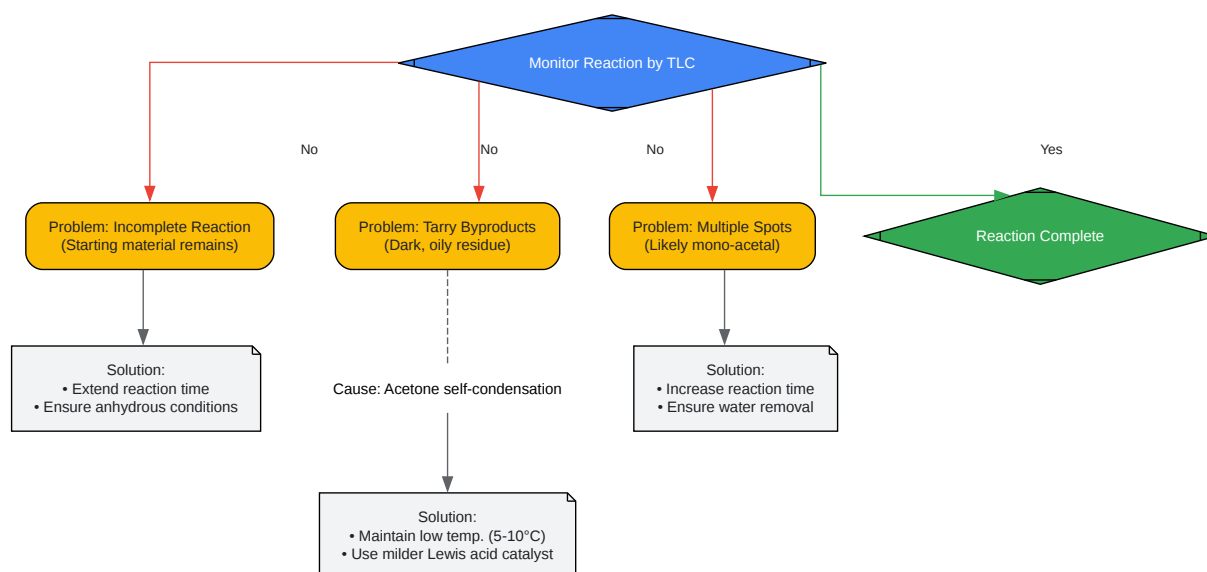 Monitor Reaction by TLC
No
No
No
Yes
Problem: Incomplete Reaction
(Starting material remains)
Problem: Tarry Byproducts
(Dark, oily residue)
Problem: Multiple Spots
(Likely mono-acetal)
Reaction Complete
Solution:
• Extend reaction time
• Ensure anhydrous conditions
Cause: Acetone self-condensation
Solution:
• Increase reaction time
• Ensure water removal
Solution:
• Maintain low temp. (5-10°C)
• Use milder Lewis acid catalyst